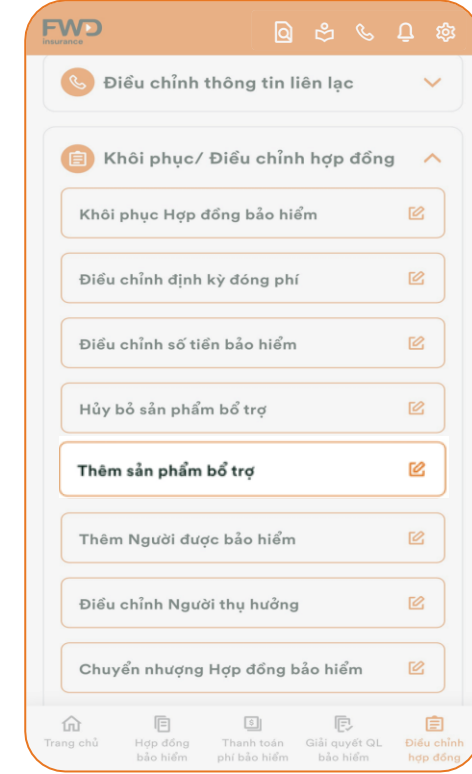 FWD
insurance
Điều chỉnh thông tin liên lạc
Khôi phục/ Điều chỉnh hợp đồng
Khôi phục Hợp đồng bảo hiểm
Điều chỉnh định kỳ đóng phí
Điều chỉnh số tiền bảo hiểm
Hủy bỏ sản phẩm bổ trợ
Thêm sản phẩm bổ trợ
Thêm Người được bảo hiểm
Điều chỉnh Người thụ hưởng
Chuyển nhượng Hợp đồng bảo hiểm
Trang chủ
Hợp đồng
bảo hiểm
Thanh toán
phí bảo hiểm
Giải quyết QL
bảo hiểm
Điều chỉnh
hợp đồng